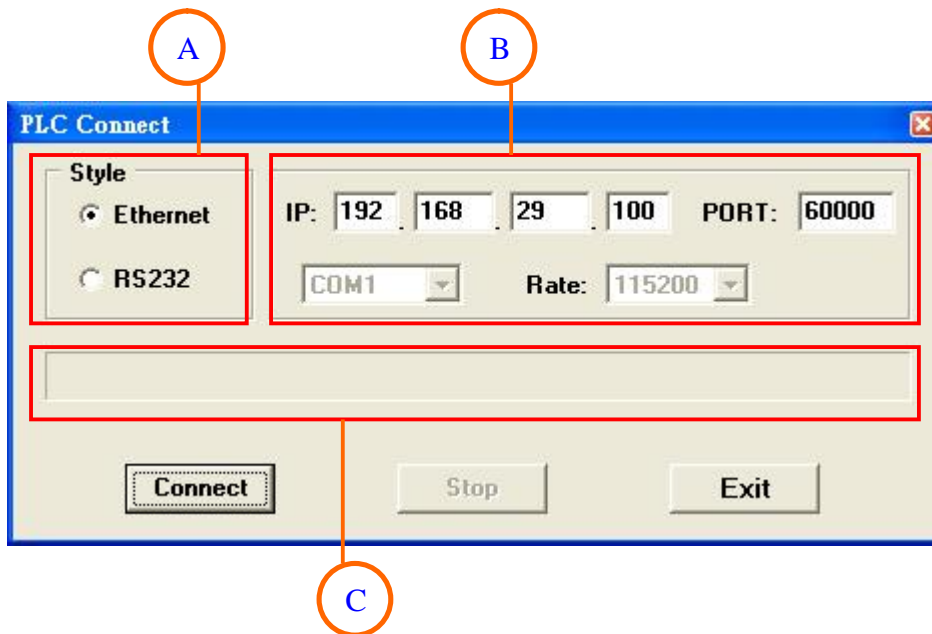 A B
PLC Connect
Style
Ethernet
IP: 192 . 168 . 29 . 100 PORT: 60000
RS232
COM1 Rate: 115200
Connect Stop Exit
C